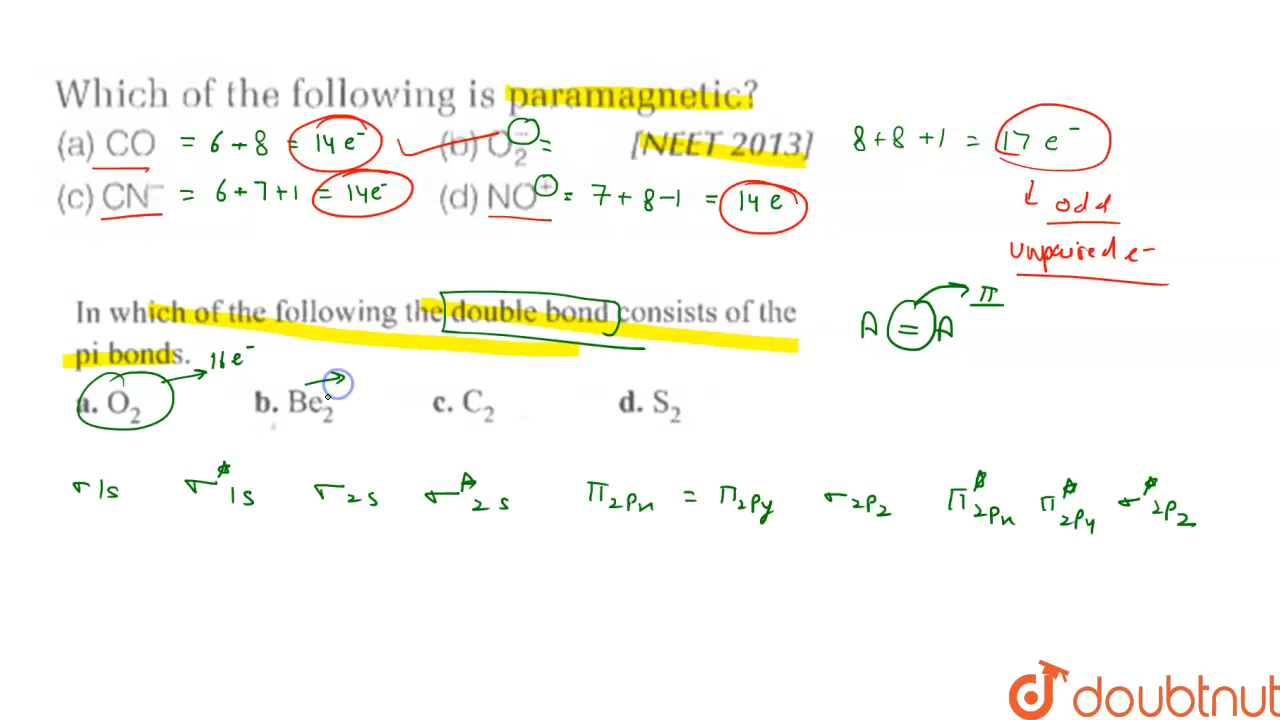 Which of the following is paramagnetic?
(a) CO = 6+8 = 14e⁻ (b) O₂⁻ = [NEET 2013] 8+8+1 = 17 e⁻
(c) CN⁻ = 6+7+1 = 14e⁻ (d) NO⁺ = 7+8-1 = 14 e
↓ odd
unpaired e⁻
In which of the following the double bond consists of the
pi bonds.
A = A → π
a. O₂ → 16e⁻ b. Be₂ → c. C₂ d. S₂
σ1s σ*1s σ2s σ*2s π2px = π2py σ2pz π*2px π*2py σ*2pz
doubtnut